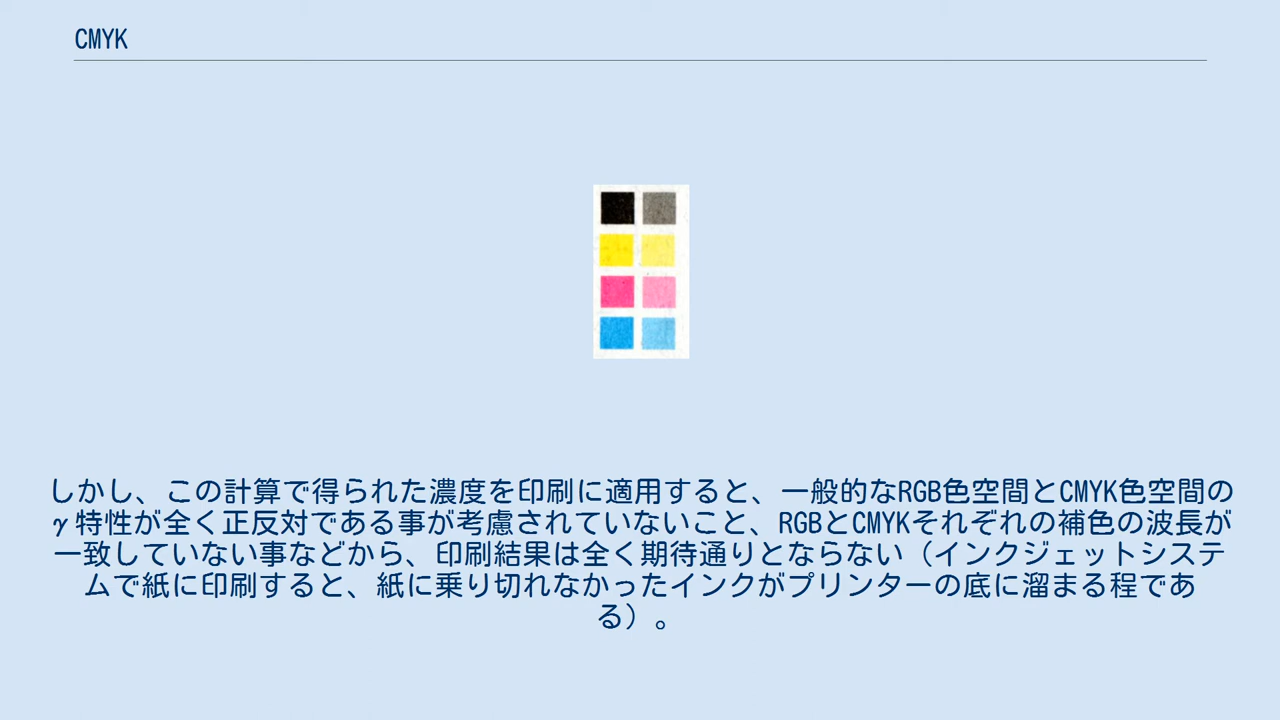 CMYK
しかし、この計算で得られた濃度を印刷に適用すると、一般的なRGB色空間とCMYK色空間の
γ特性が全く正反対である事が考慮されていないこと、RGBとCMYKそれぞれの補色の波長が
一致していない事などから、印刷結果は全く期待通りとならない（インクジェットシステ
ムで紙に印刷すると、紙に乗り切れなかったインクがプリンターの底に溜まる程であ
る）。